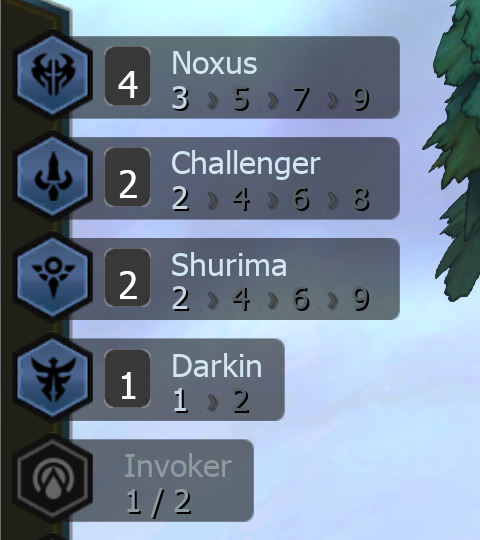 4 Noxus
3 › 5 › 7 › 9
2 Challenger
2 › 4 › 6 › 8
2 Shurima
2 › 4 › 6 › 9
1 Darkin
1 › 2
Invoker
1 / 2